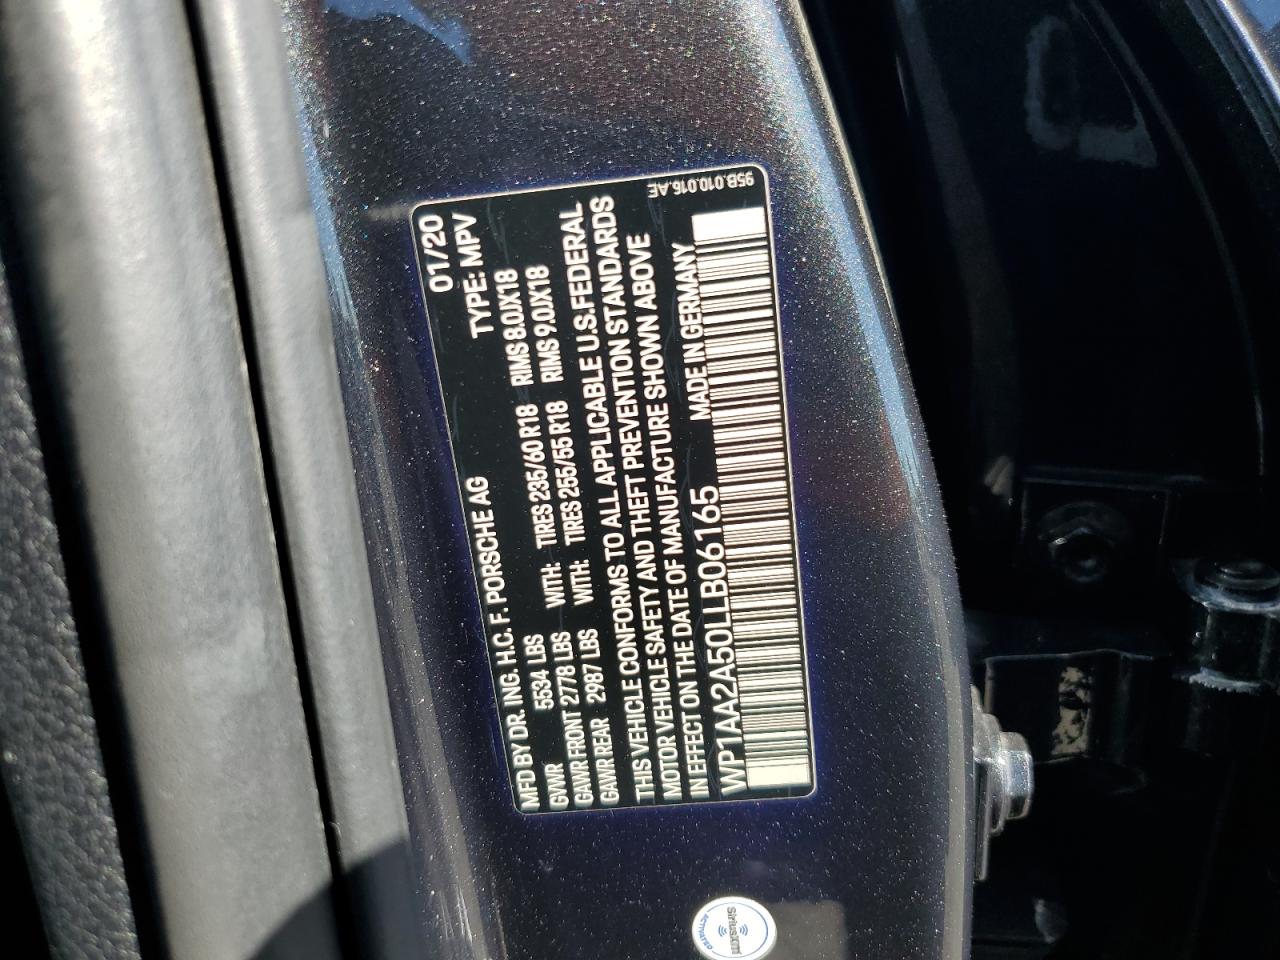 MFD BY DR. ING. H.C. F. PORSCHE AG 01/20
GVWR 5534 LBS TYPE: MPV
GAWR FRONT 2778 LBS WITH: TIRES 235/60 R18 RIMS 8.0JX18
GAWR REAR 2987 LBS WITH: TIRES 255/55 R18 RIMS 9.0JX18
THIS VEHICLE CONFORMS TO ALL APPLICABLE U.S.FEDERAL
MOTOR VEHICLE SAFETY AND THEFT PREVENTION STANDARDS
IN EFFECT ON THE DATE OF MANUFACTURE SHOWN ABOVE
WP1AA2A50LLB06165 MADE IN GERMANY
95B.010.016.AE
((SiriusXM))
ACTIVATED